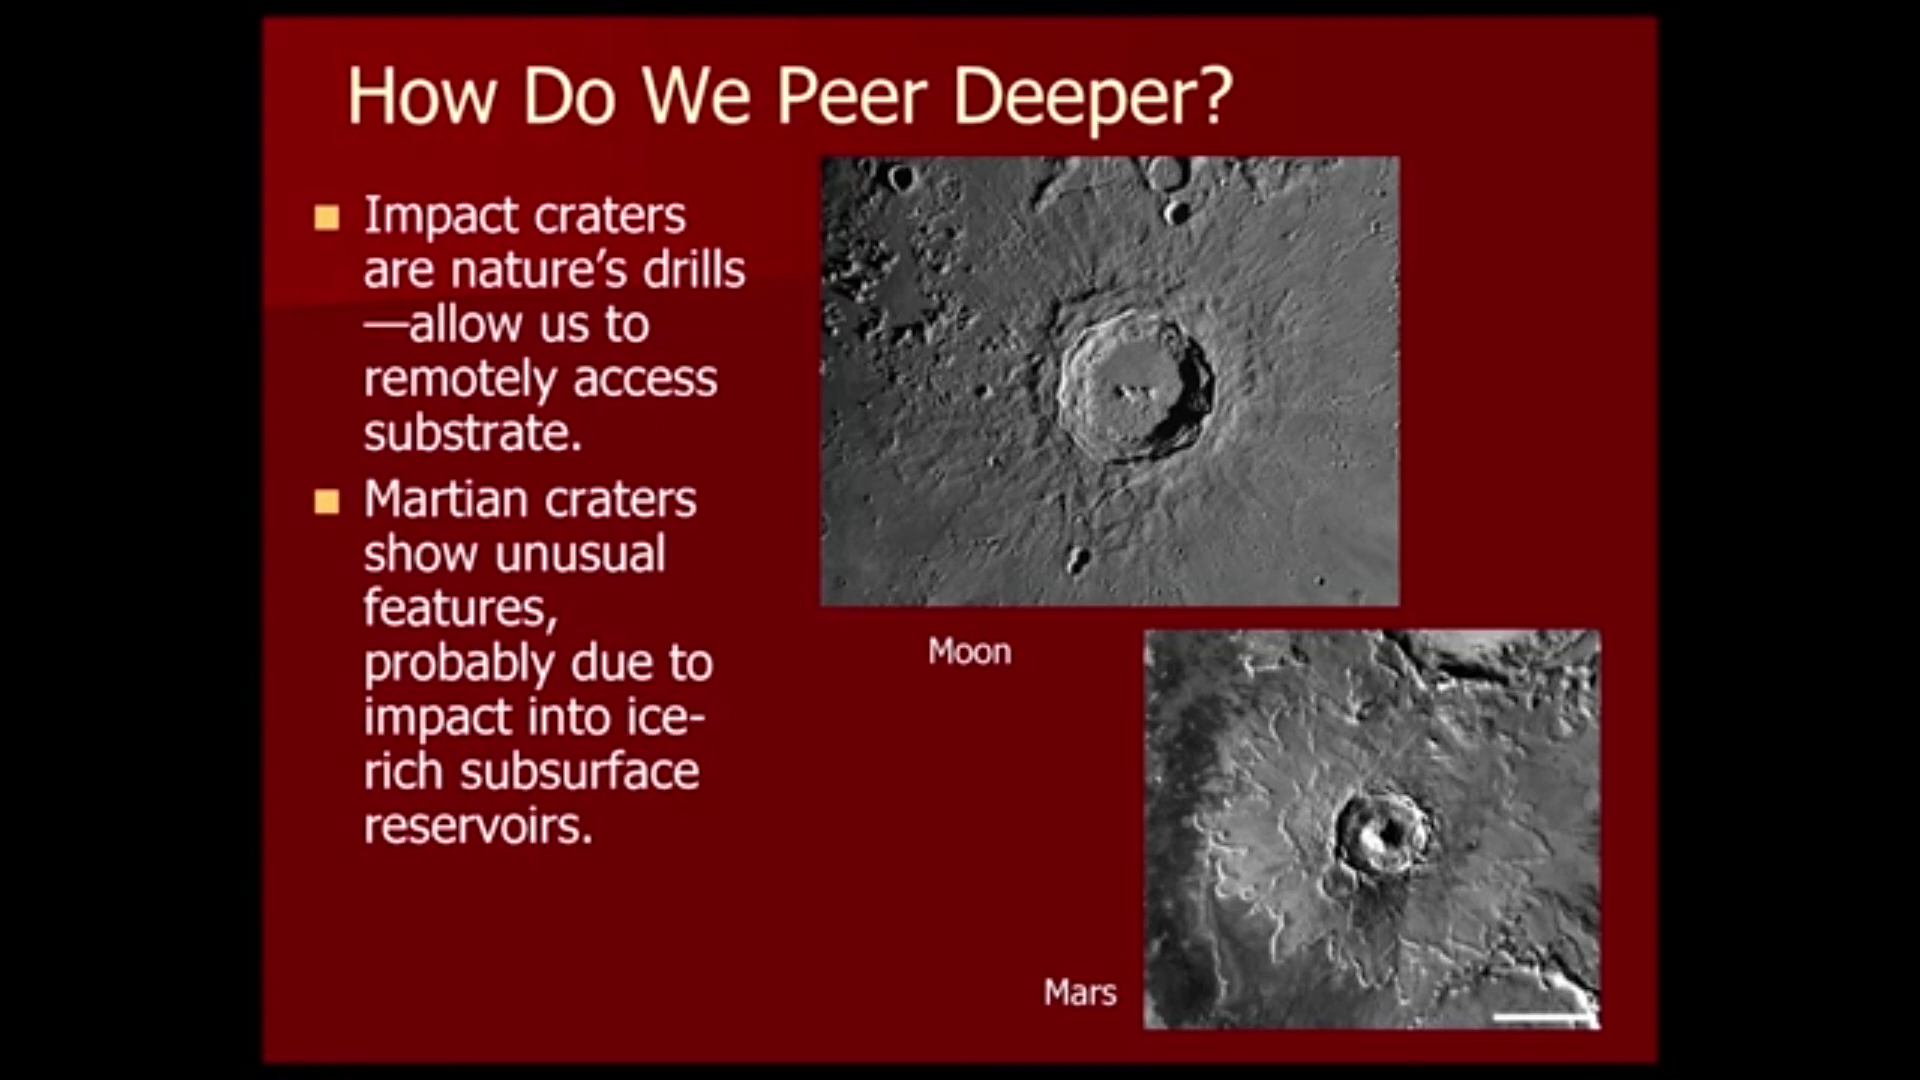 How Do We Peer Deeper?
Impact craters
are nature's drills
—allow us to
remotely access
substrate.
Martian craters
show unusual
features,
probably due to
impact into ice-
rich subsurface
reservoirs.
Moon
Mars